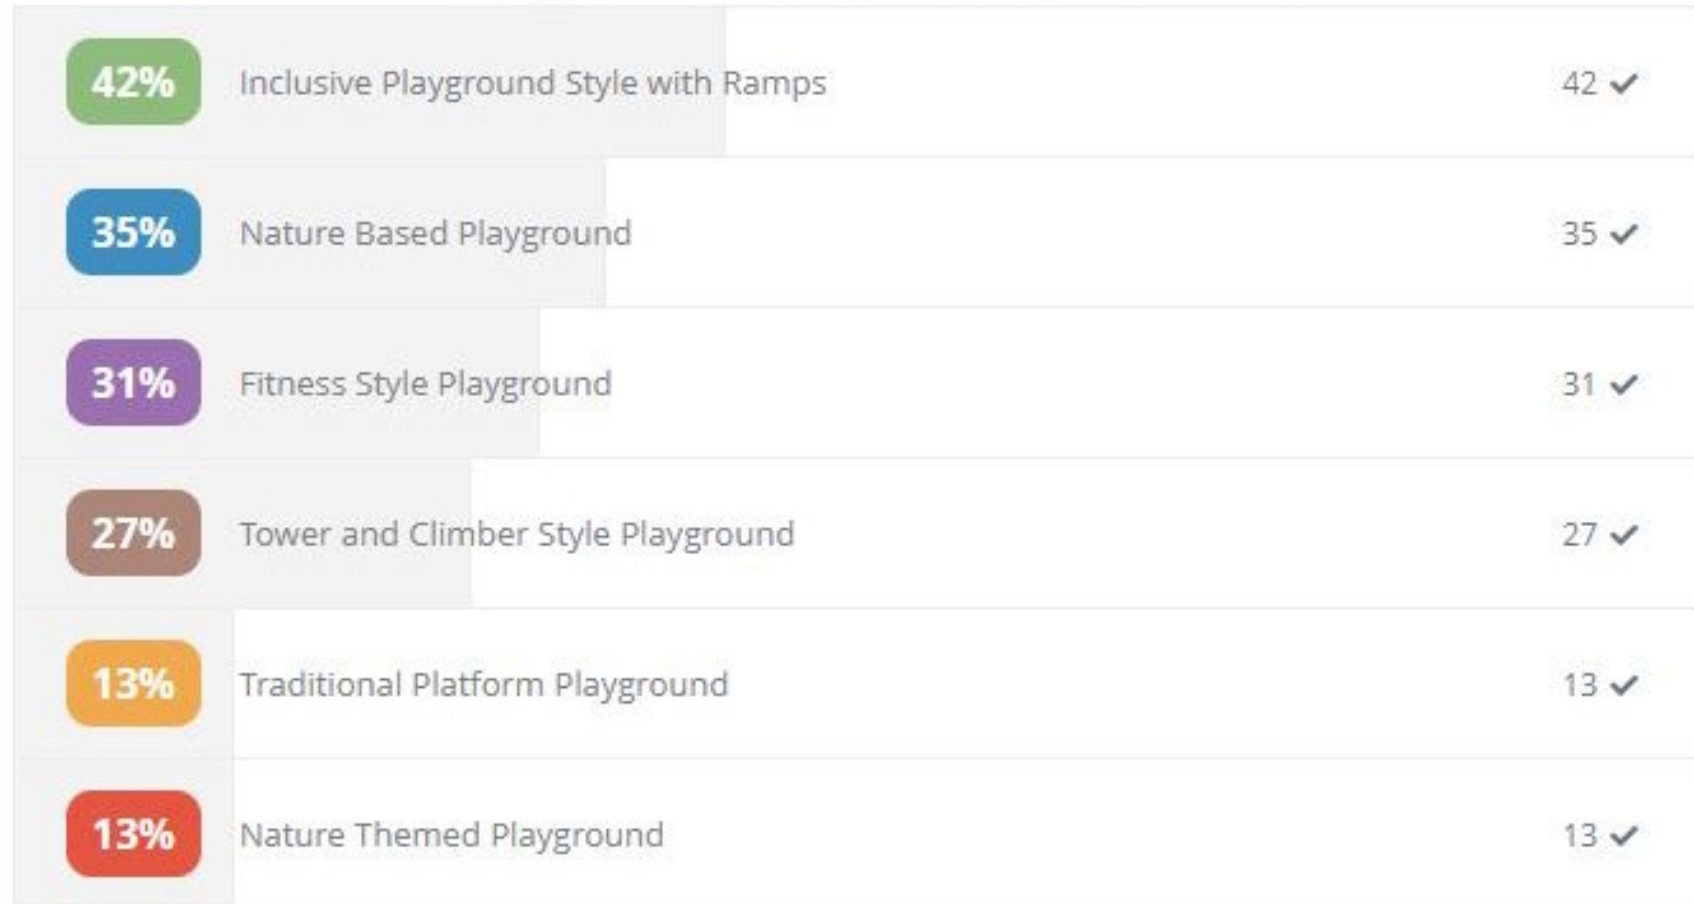 42% Inclusive Playground Style with Ramps 42 ✔
35% Nature Based Playground 35 ✔
31% Fitness Style Playground 31 ✔
27% Tower and Climber Style Playground 27 ✔
13% Traditional Platform Playground 13 ✔
13% Nature Themed Playground 13 ✔